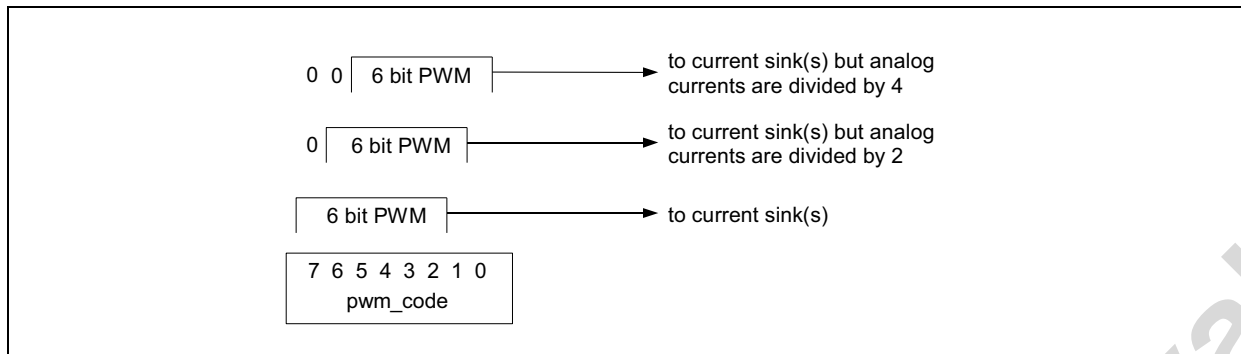 0 0 6 bit PWM to current sink(s) but analog
currents are divided by 4
0 6 bit PWM to current sink(s) but analog
currents are divided by 2
6 bit PWM to current sink(s)
7 6 5 4 3 2 1 0
pwm_code